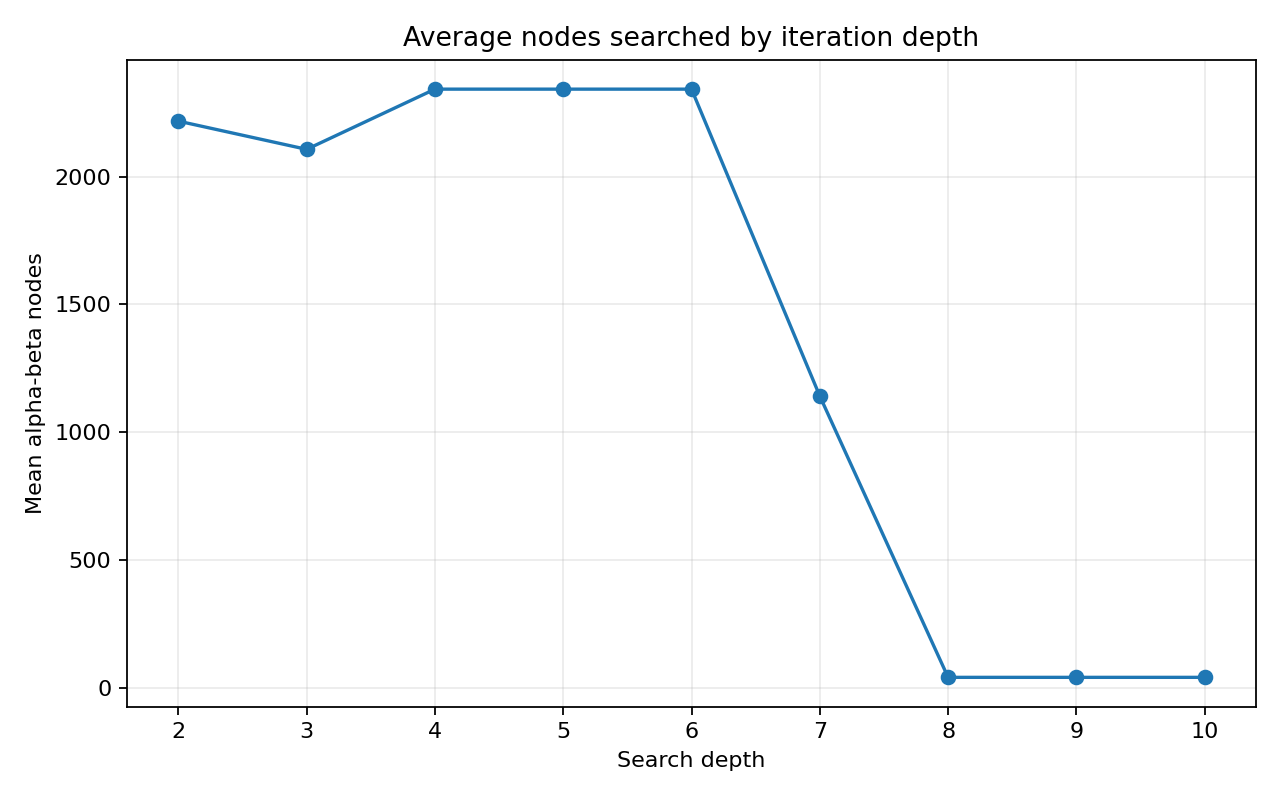 Average nodes searched by iteration depth
Mean alpha-beta nodes
2000
1500
1000
500
0
2 3 4 5 6 7 8 9 10
Search depth